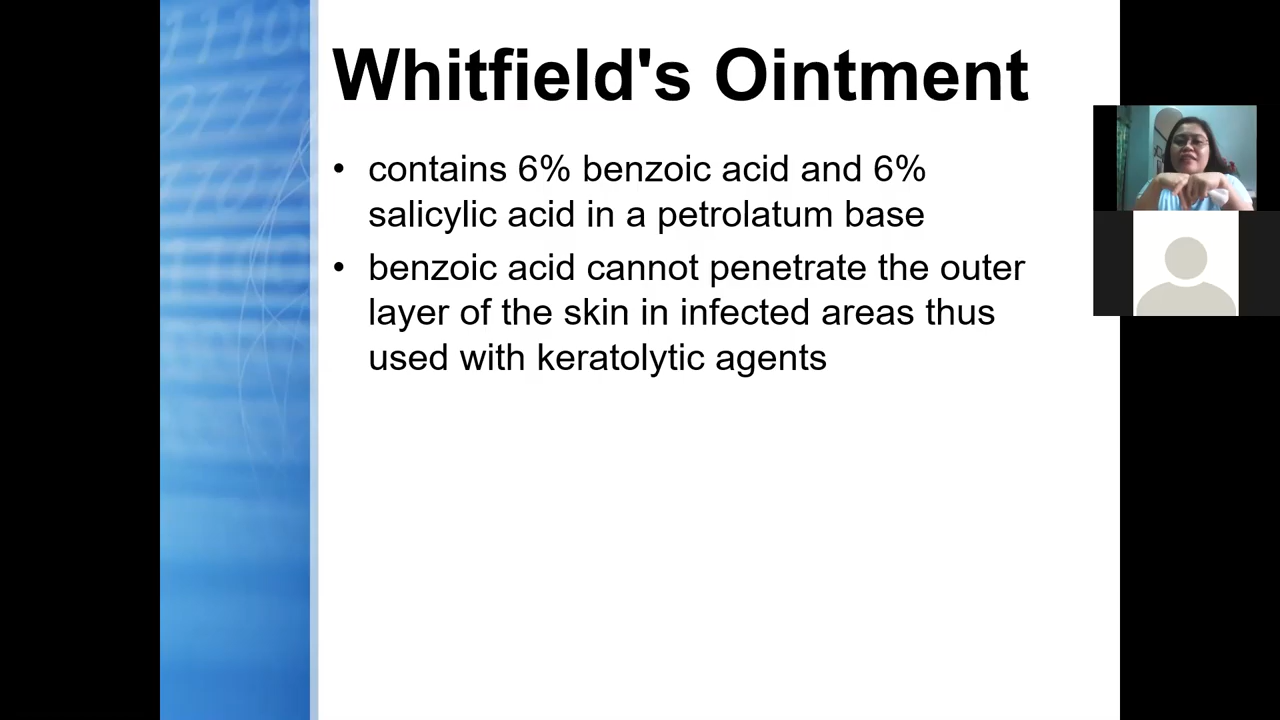 Whitfield's Ointment
• contains 6% benzoic acid and 6%
salicylic acid in a petrolatum base
• benzoic acid cannot penetrate the outer
layer of the skin in infected areas thus
used with keratolytic agents